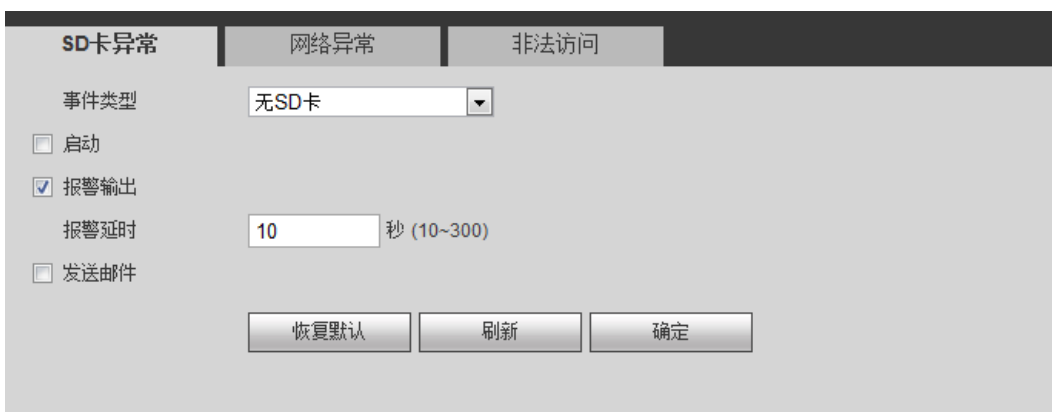 SD卡异常 网络异常 非法访问
事件类型 无SD卡
启动
报警输出
报警延时 10 秒 (10~300)
发送邮件
恢复默认 刷新 确定